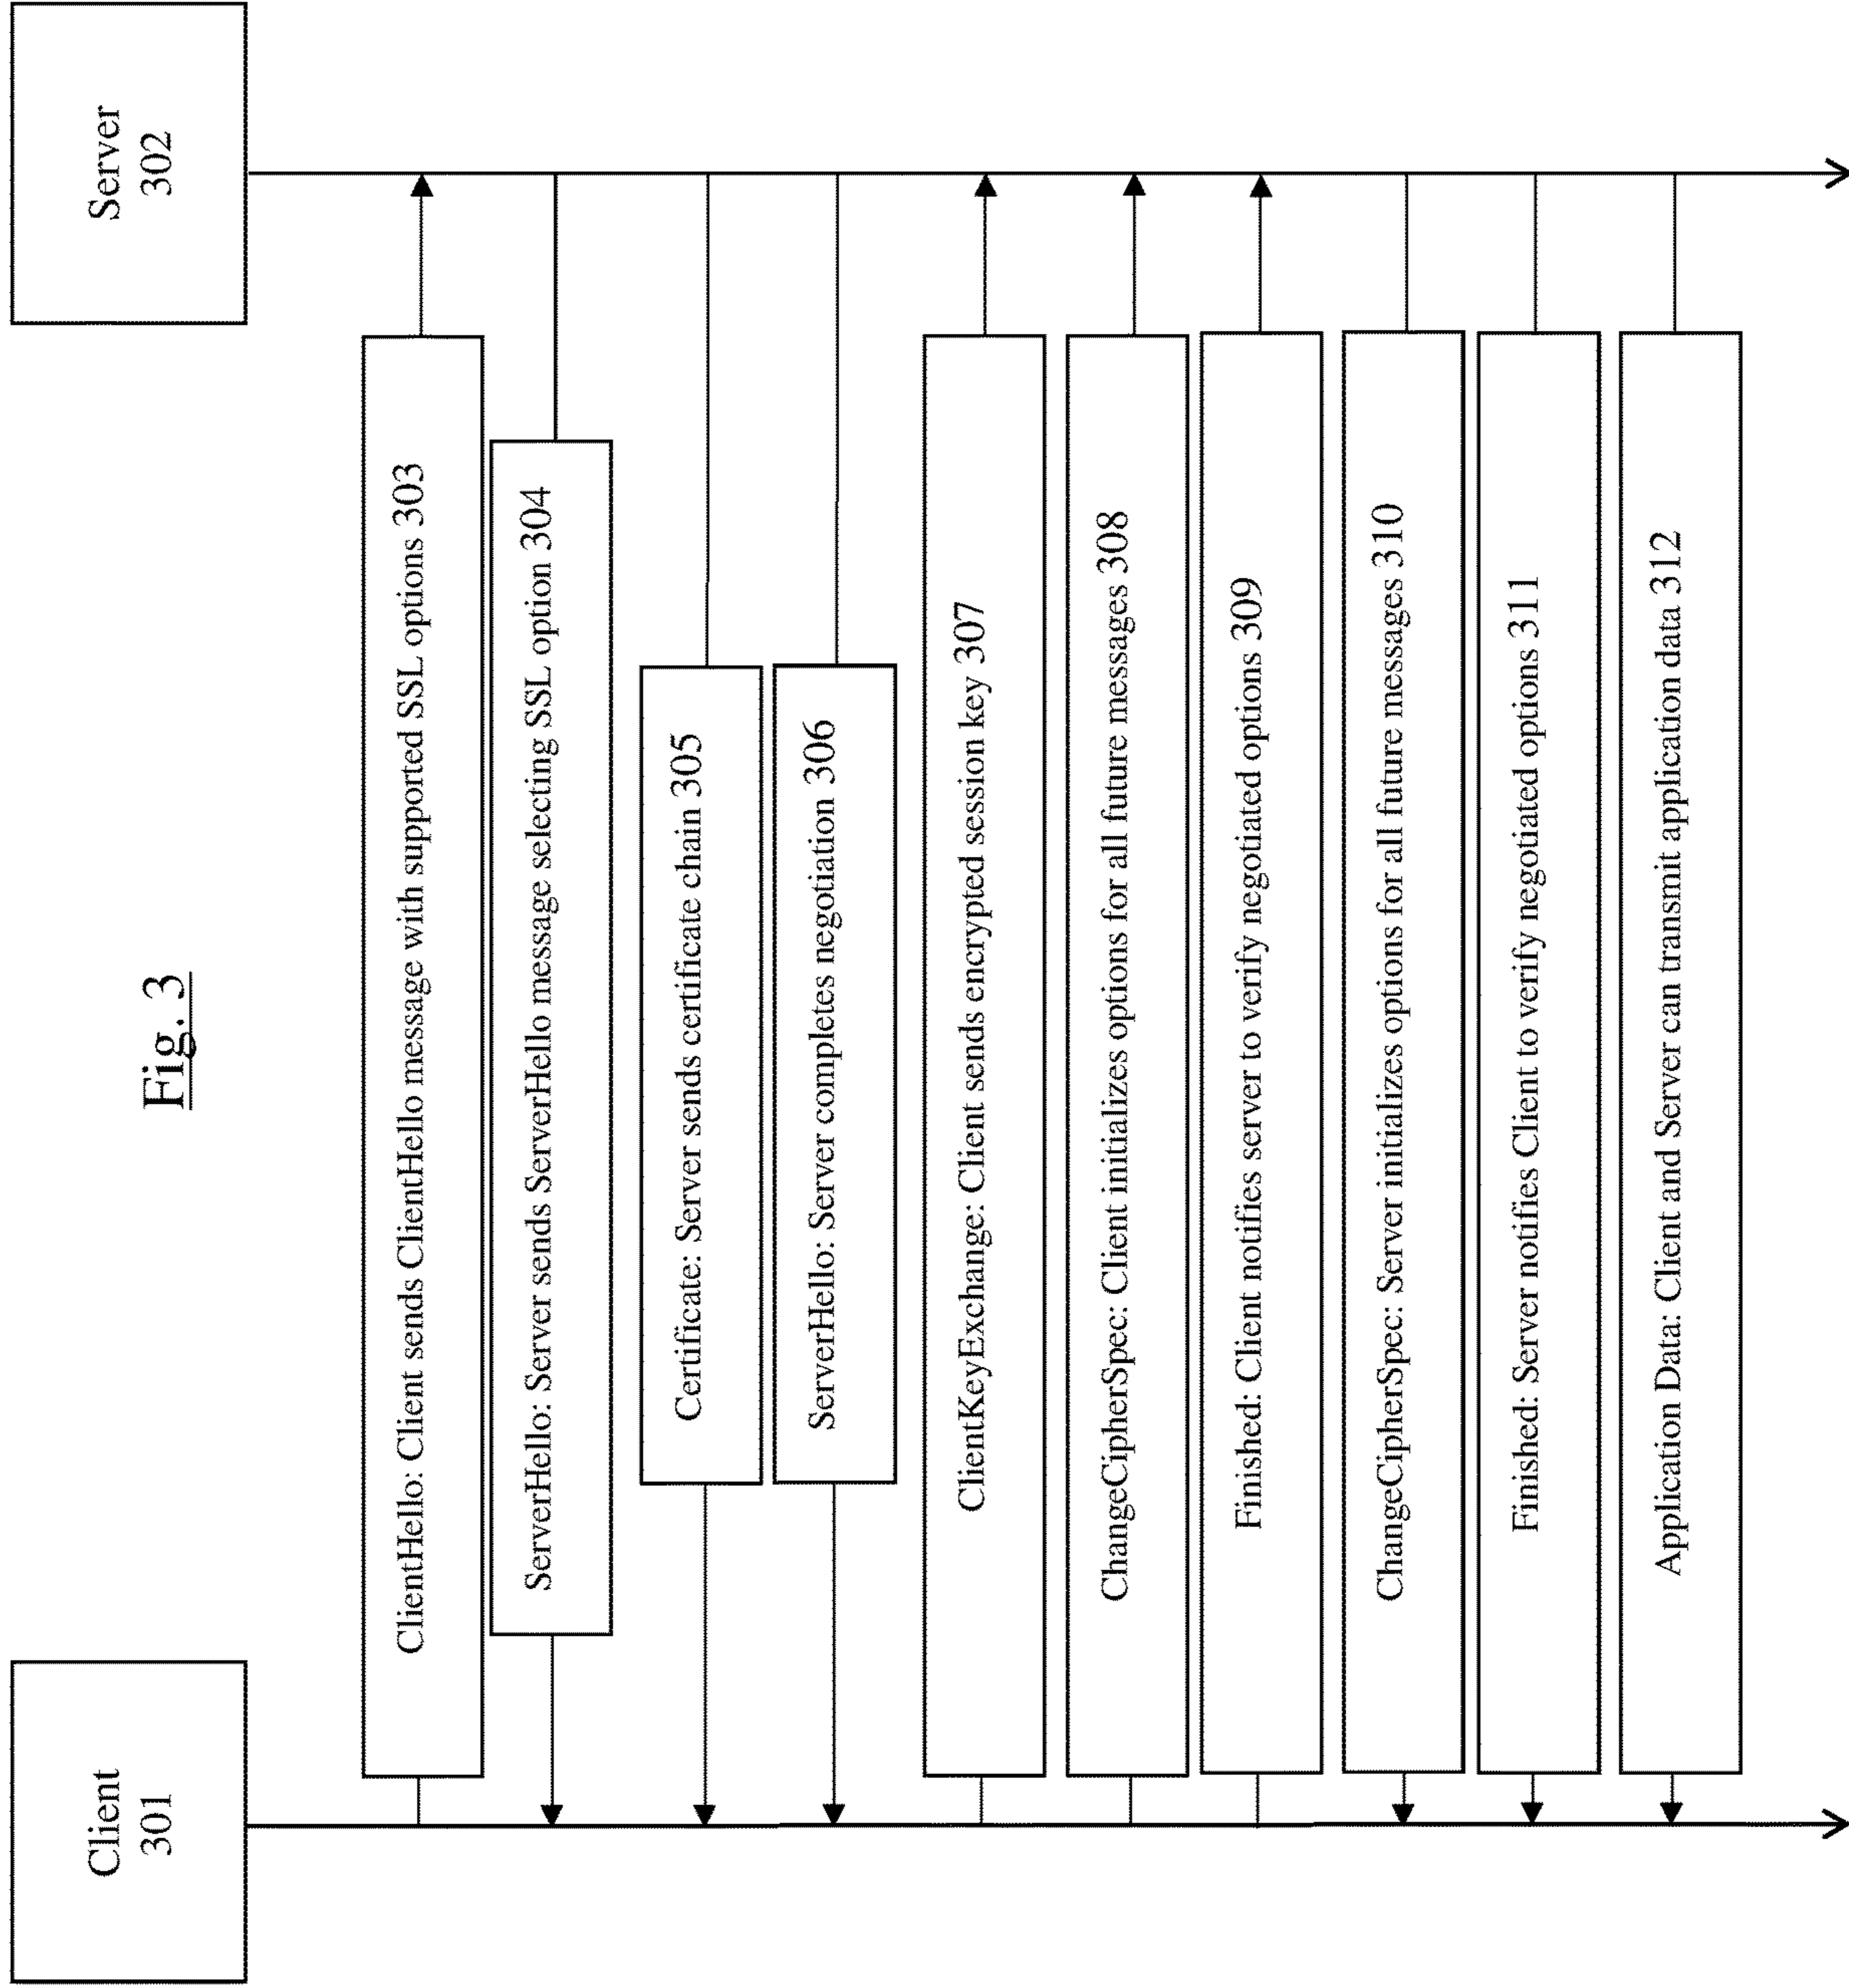 Fig. 3
Client
301
Server
302
ClientHello: Client sends ClientHello message with supported SSL options 303
ServerHello: Server sends ServerHello message selecting SSL option 304
Certificate: Server sends certificate chain 305
ServerHello: Server completes negotiation 306
ClientKeyExchange: Client sends encrypted session key 307
ChangeCipherSpec: Client initializes options for all future messages 308
Finished: Client notifies server to verify negotiated options 309
ChangeCipherSpec: Server initializes options for all future messages 310
Finished: Server notifies Client to verify negotiated options 311
Application Data: Client and Server can transmit application data 312